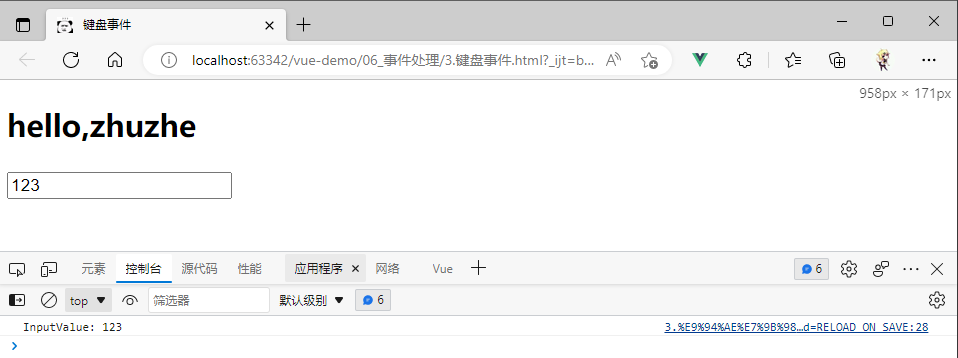 键盘事件
localhost:63342/vue-demo/06_事件处理/3.键盘事件.html?_ijt=b...
958px × 171px
hello,zhuzhe
123
元素 控制台 源代码 性能 应用程序 网络 Vue 6
top 筛选器 默认级别 6
InputValue: 123 3.%E9%94%AE%E7%9B%98...d=RELOAD_ON_SAVE:28